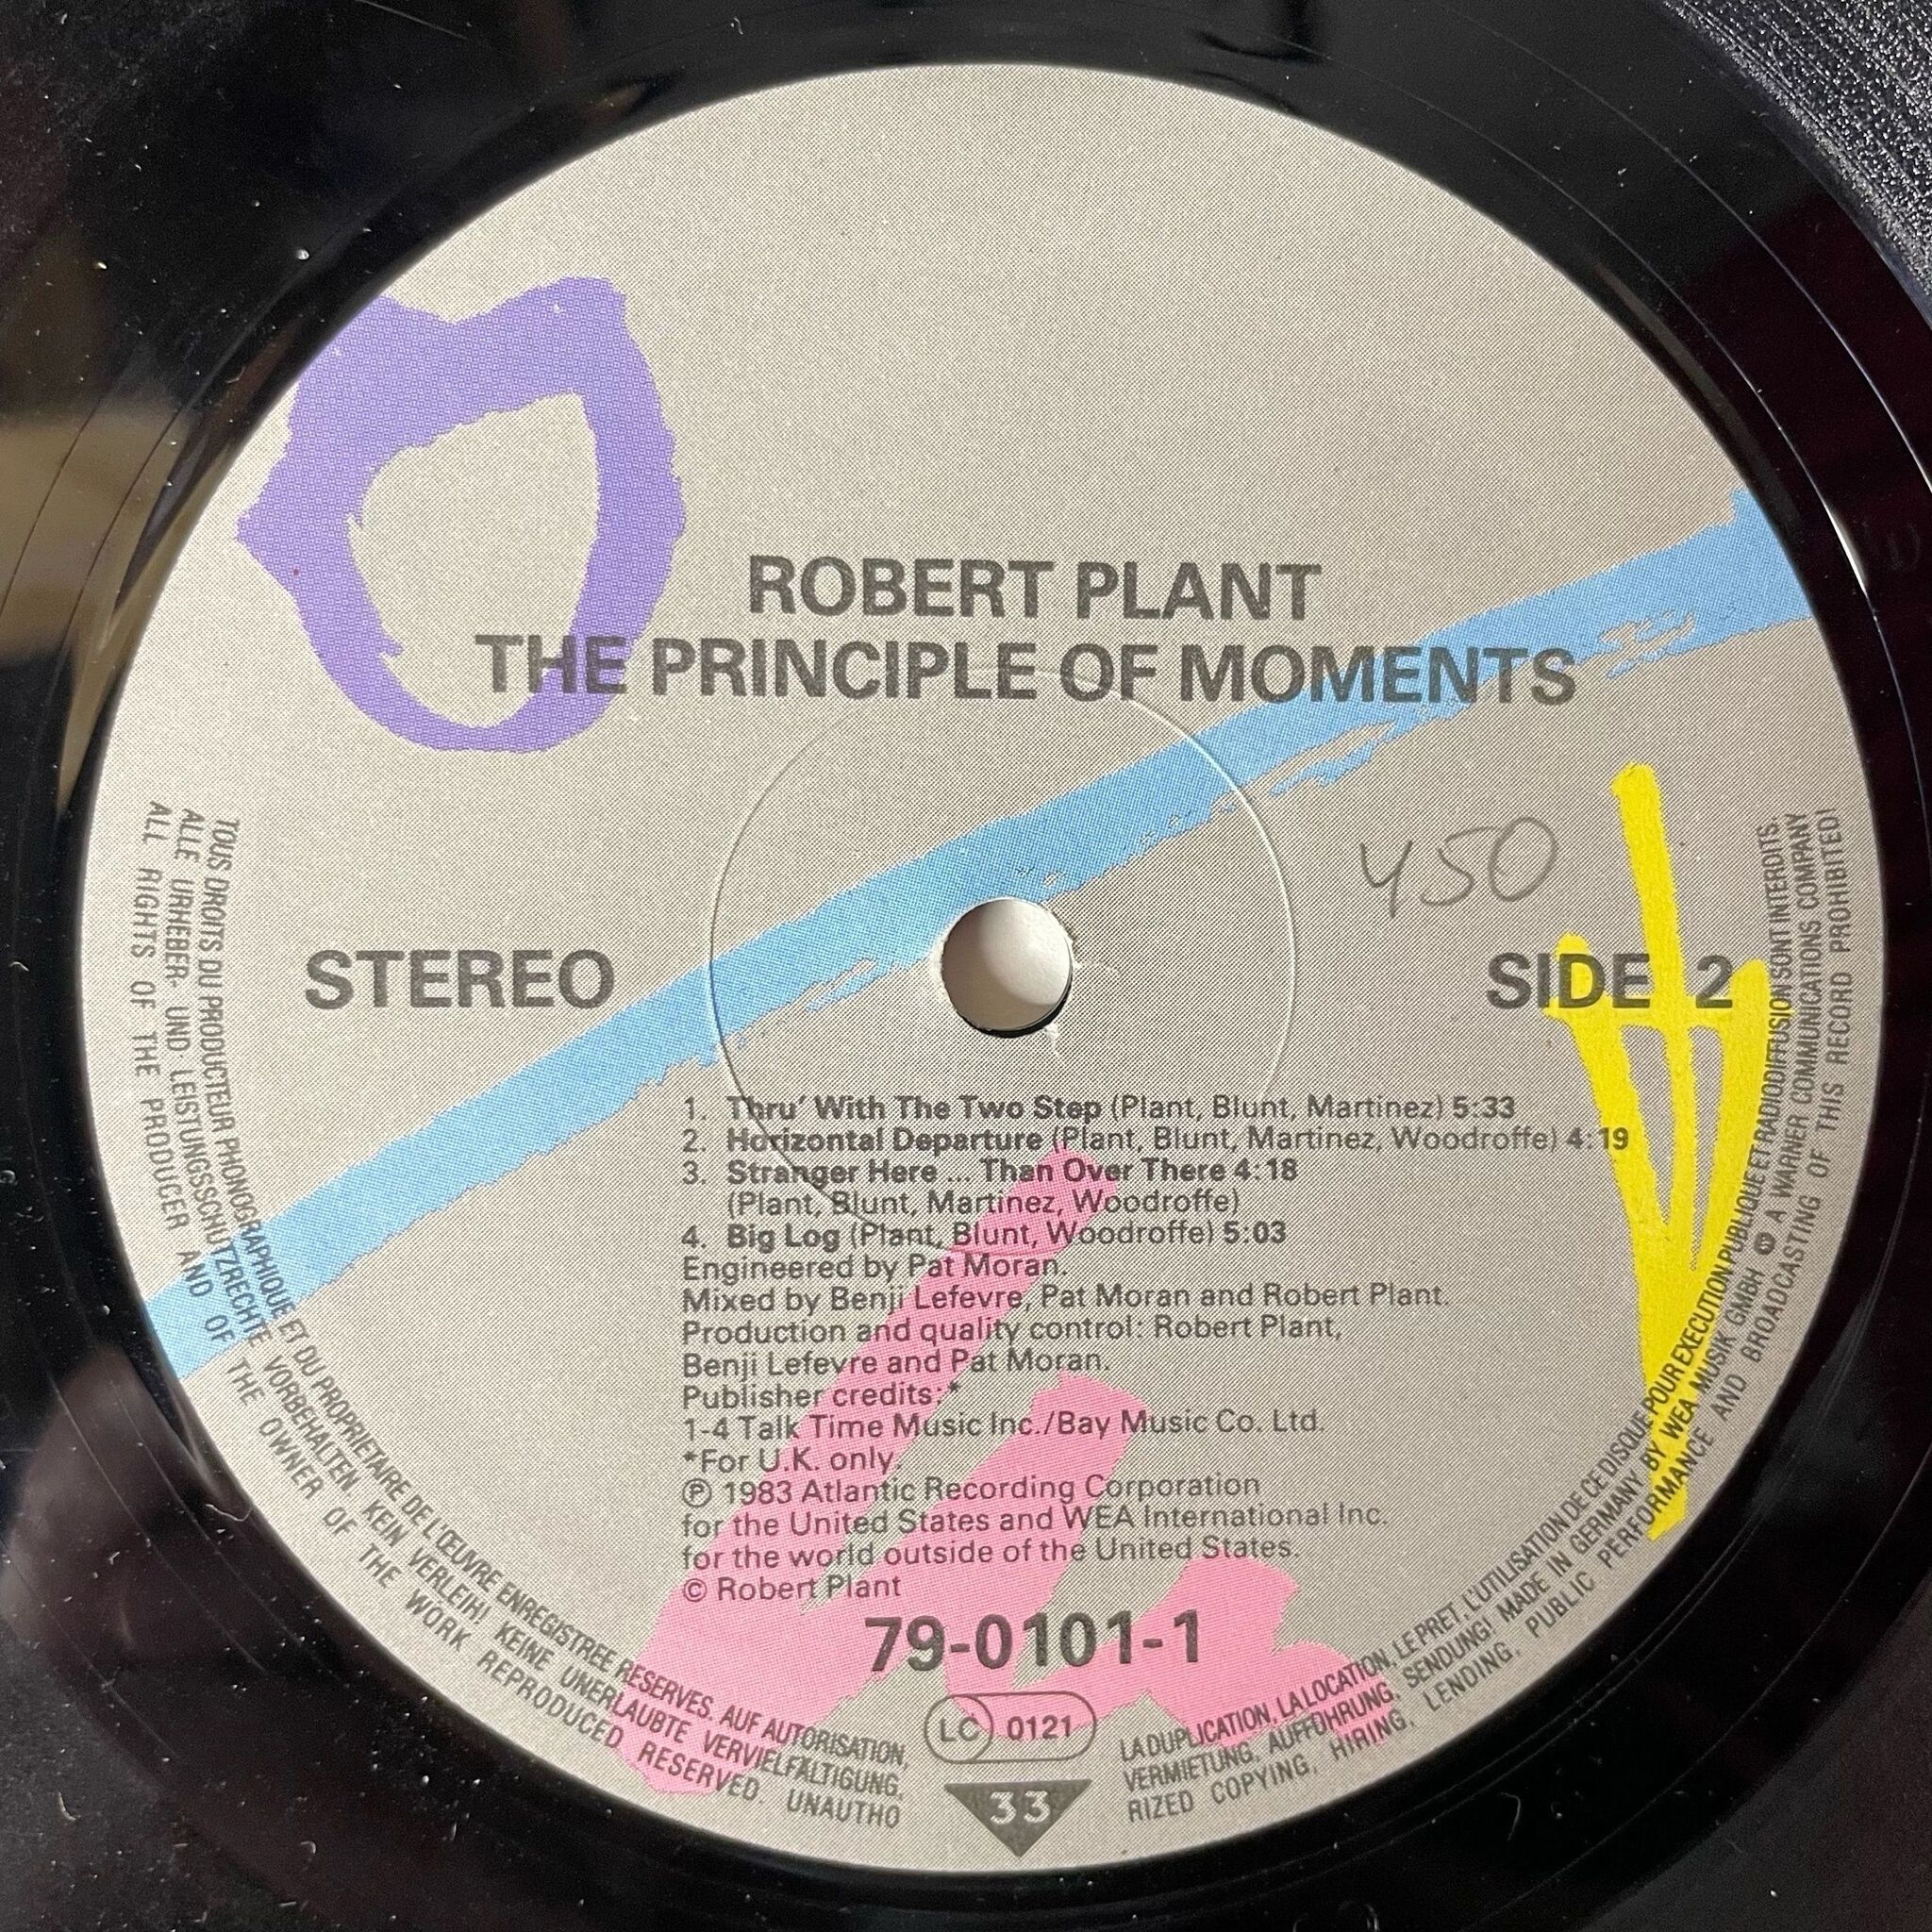 ROBERT PLANT
THE PRINCIPLE OF MOMENTS
450
STEREO
SIDE 2
1. Thru' With The Two Step (Plant, Blunt, Martinez) 5:33
2. Horizontal Departure (Plant, Blunt, Martinez, Woodroffe) 4:19
3. Stranger Here ... Than Over There 4:18
(Plant, Blunt, Martinez, Woodroffe)
4. Big Log (Plant, Blunt, Woodroffe) 5:03
Engineered by Pat Moran.
Mixed by Benji Lefevre, Pat Moran and Robert Plant.
Production and quality control: Robert Plant,
Benji Lefevre and Pat Moran.
Publisher credits:*
1-4 Talk Time Music Inc./Bay Music Co. Ltd.
*For U.K. only.
Ⓟ 1983 Atlantic Recording Corporation
for the United States and WEA International Inc.
for the world outside of the United States.
© Robert Plant
79-0101-1
LC 0121
33
TOUS DROITS DU PRODUCTEUR PHONOGRAPHIQUE ET DU PROPRIETAIRE DE L'ŒUVRE ENREGISTREE RESERVES. AUF AUTORISATION, LA DUPLICATION, LA LOCATION, LE PRET, L'UTILISATION DE CE DISQUE POUR EXECUTION PUBLIQUE ET RADIODIFFUSION SONT INTERDITS.
ALLE URHEBER- UND LEISTUNGSSCHUTZRECHTE VORBEHALTEN. KEIN VERLEIH! KEINE UNERLAUBTE VERVIELFÄLTIGUNG, VERMIETUNG, AUFFÜHRUNG, SENDUNG! MADE IN GERMANY BY WEA MUSIK GMBH A WARNER COMMUNICATIONS COMPANY
ALL RIGHTS OF THE PRODUCER AND OF THE OWNER OF THE WORK REPRODUCED RESERVED. UNAUTHORIZED COPYING, HIRING, LENDING, PUBLIC PERFORMANCE AND BROADCASTING OF THIS RECORD PROHIBITED!